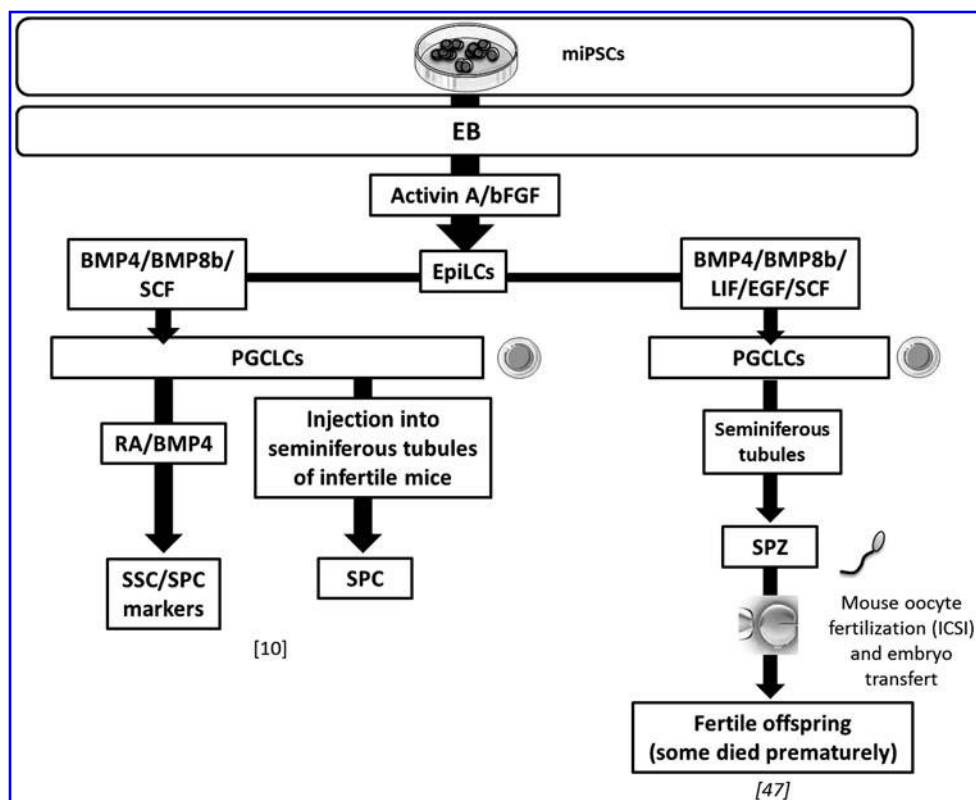 miPSCs
EB
Activin A/bFGF
EpiLCs
BMP4/BMP8b/
SCF
PGCLCs
RA/BMP4
SSC/SPC
markers
Injection into
seminiferous tubules
of infertile mice
SPC
[10]
BMP4/BMP8b/
LIF/EGF/SCF
PGCLCs
Seminiferous
tubules
SPZ
Mouse oocyte
fertilization (ICSI)
and embryo
transfert
Fertile offspring
(some died prematurely)
[47]